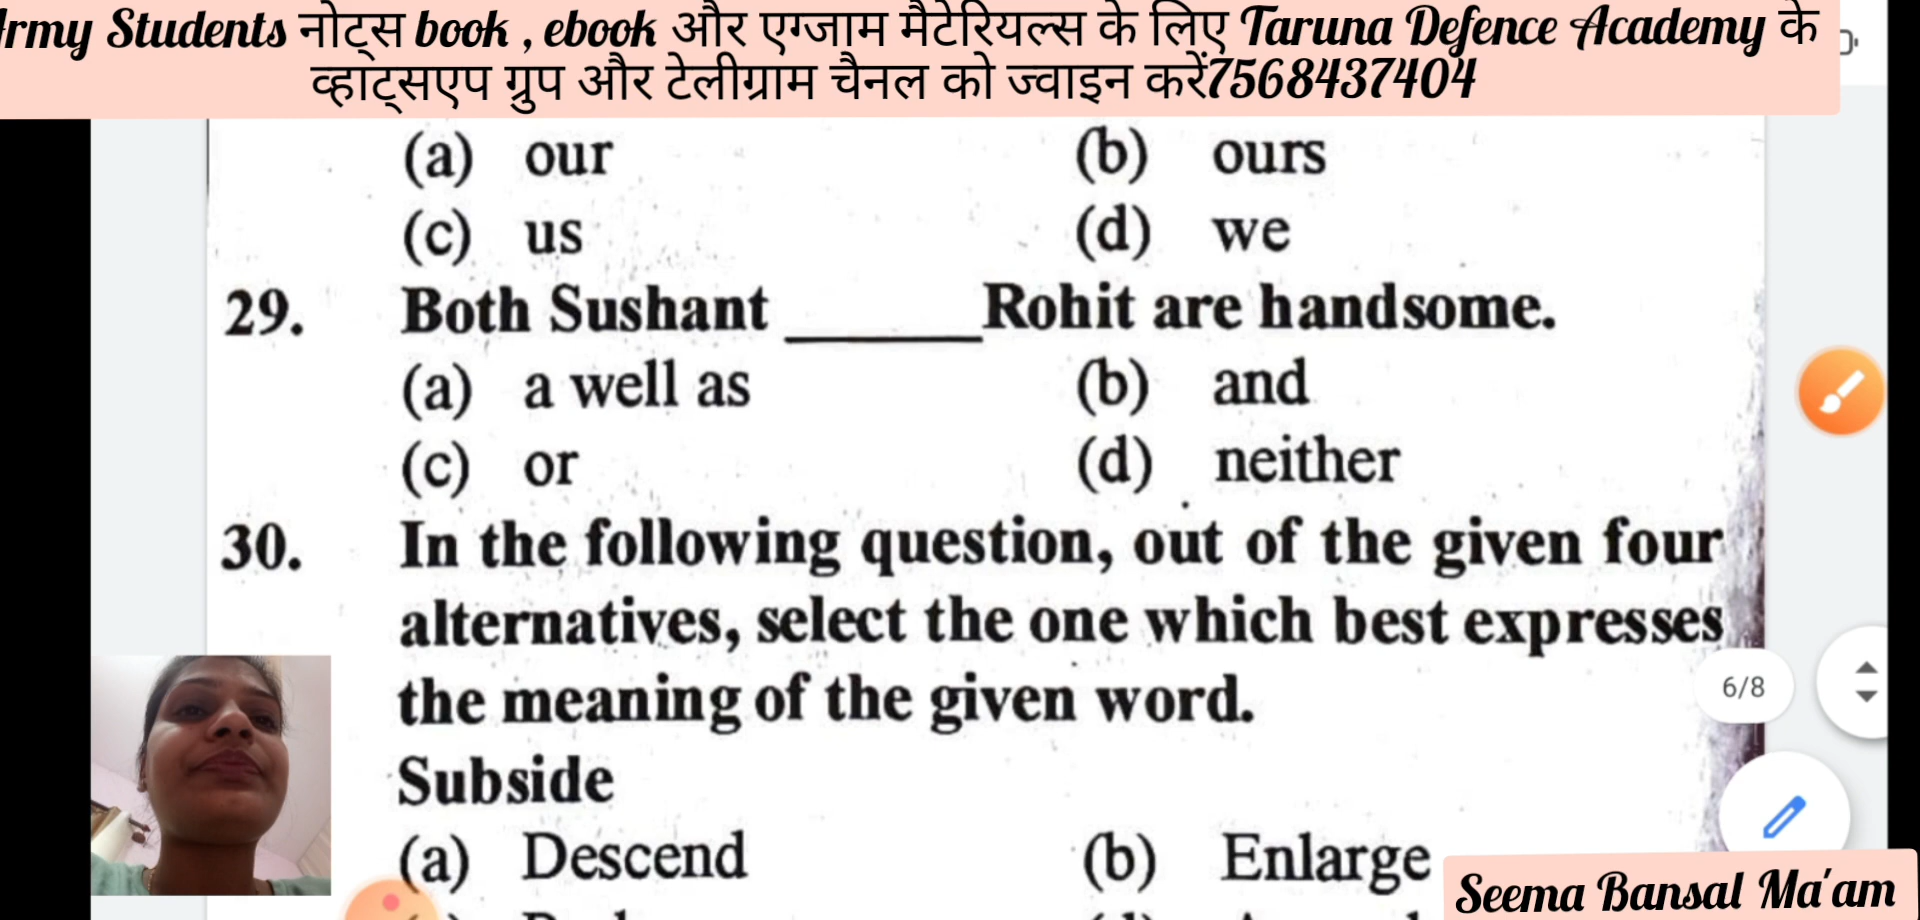 rmy Students नोट्स book , ebook और एग्जाम मैटेरियल्स के लिए Taruna Defence Academy के
व्हाट्सएप ग्रुप और टेलीग्राम चैनल को ज्वाइन करें7568437404
(a) our (b) ours
(c) us (d) we
29. Both Sushant ______Rohit are handsome.
(a) a well as (b) and
(c) or (d) neither
30. In the following question, out of the given four
alternatives, select the one which best expresses
the meaning of the given word.
6/8
Subside
(a) Descend (b) Enlarge
Seema Bansal Ma'am